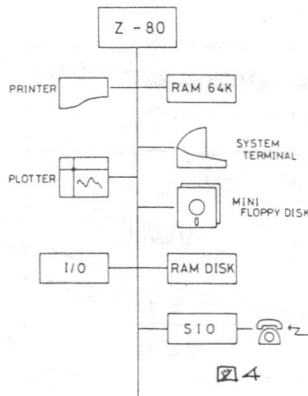 Z-80
PRINTER
RAM 64K
SYSTEM
TERMINAL
PLOTTER
MINI
FLOPPY DISK
I/O
RAM DISK
SIO
図4